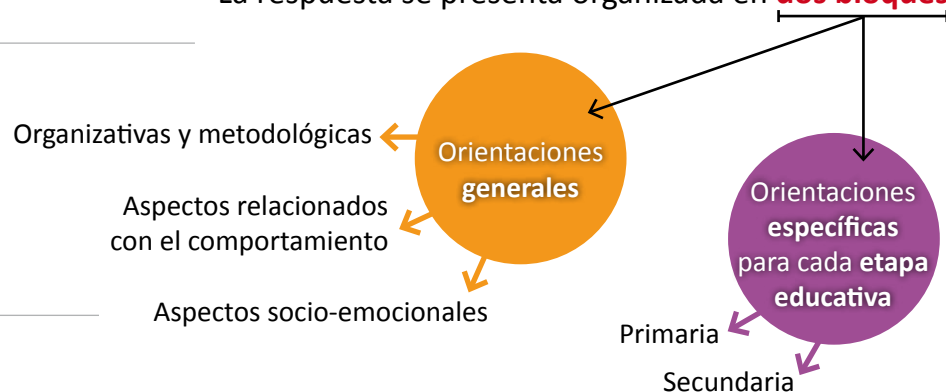 La respuesta se presenta organizada en dos bloques
Organizativas y metodológicas
Aspectos relacionados
con el comportamiento
Aspectos socio-emocionales
Orientaciones
generales
Orientaciones
específicas
para cada etapa
educativa
Primaria
Secundaria